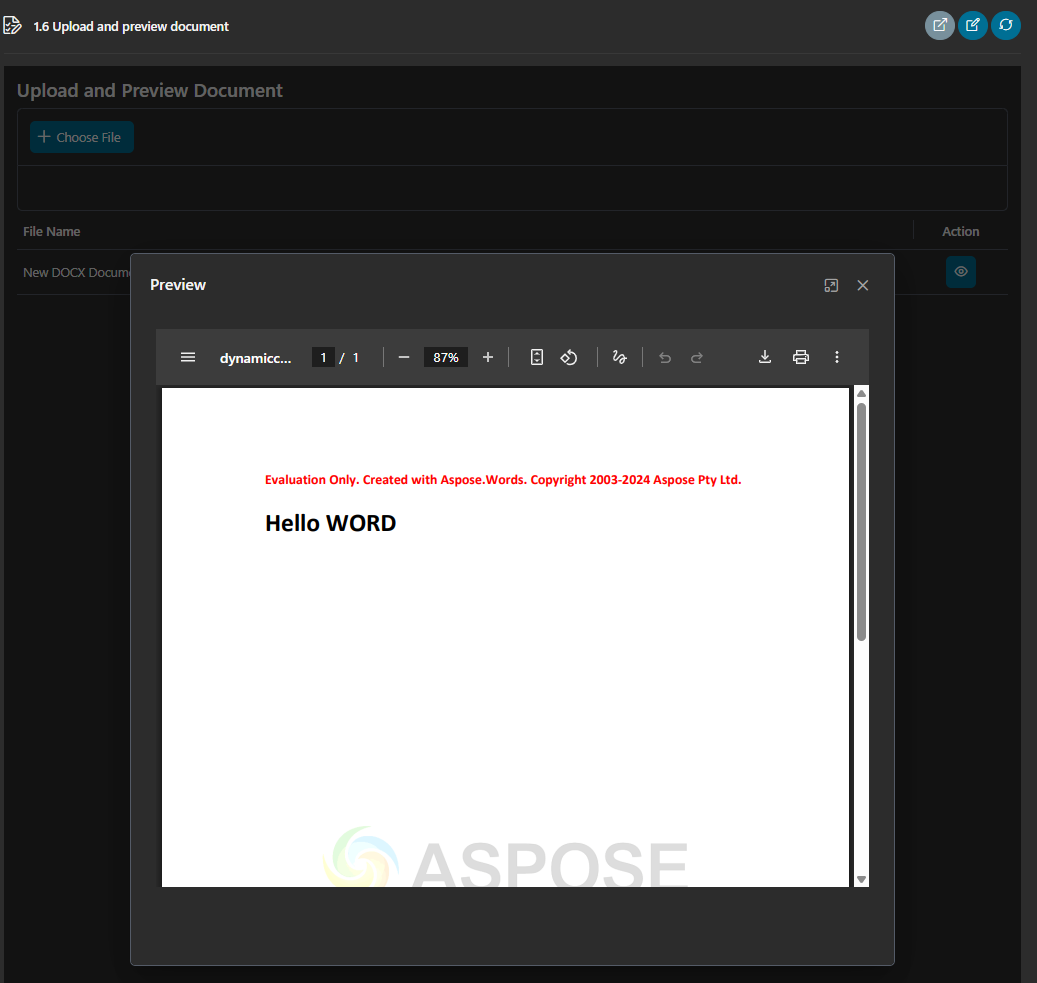 1.6 Upload and preview document
Upload and Preview Document
Choose File
File Name
Action
New DOCX Docum
Preview
dynamicc...
1 / 1
87%
Evaluation Only. Created with Aspose.Words. Copyright 2003-2024 Aspose Pty Ltd.
Hello WORD
ASPOSE